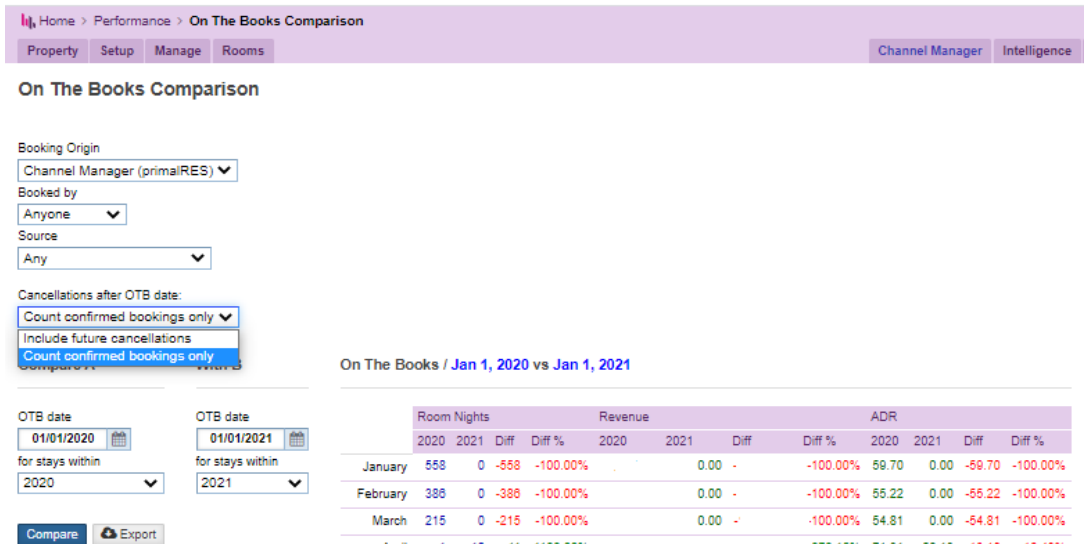 Home > Performance > On The Books Comparison
Property Setup Manage Rooms Channel Manager Intelligence
On The Books Comparison
Booking Origin
Channel Manager (primalRES)
Booked by
Anyone
Source
Any
Cancellations after OTB date:
Count confirmed bookings only
Include future cancellations
Count confirmed bookings only
On The Books / Jan 1, 2020 vs Jan 1, 2021
OTB date OTB date
01/01/2020 01/01/2021
for stays within for stays within
2020 2021
Compare Export
Room Nights Revenue ADR
2020 2021 Diff Diff % 2020 2021 Diff Diff % 2020 2021 Diff Diff %
January 558 0 -558 -100.00% 0.00 - -100.00% 59.70 0.00 -59.70 -100.00%
February 386 0 -386 -100.00% 0.00 - -100.00% 55.22 0.00 -55.22 -100.00%
March 215 0 -215 -100.00% 0.00 - -100.00% 54.81 0.00 -54.81 -100.00%